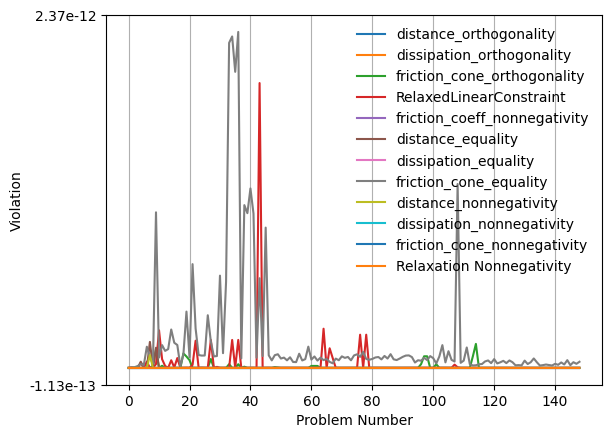 2.37e-12
distance_orthogonality
dissipation_orthogonality
friction_cone_orthogonality
RelaxedLinearConstraint
friction_coeff_nonnegativity
distance_equality
dissipation_equality
friction_cone_equality
distance_nonnegativity
dissipation_nonnegativity
friction_cone_nonnegativity
Relaxation Nonnegativity
Violation
-1.13e-13
0 20 40 60 80 100 120 140
Problem Number